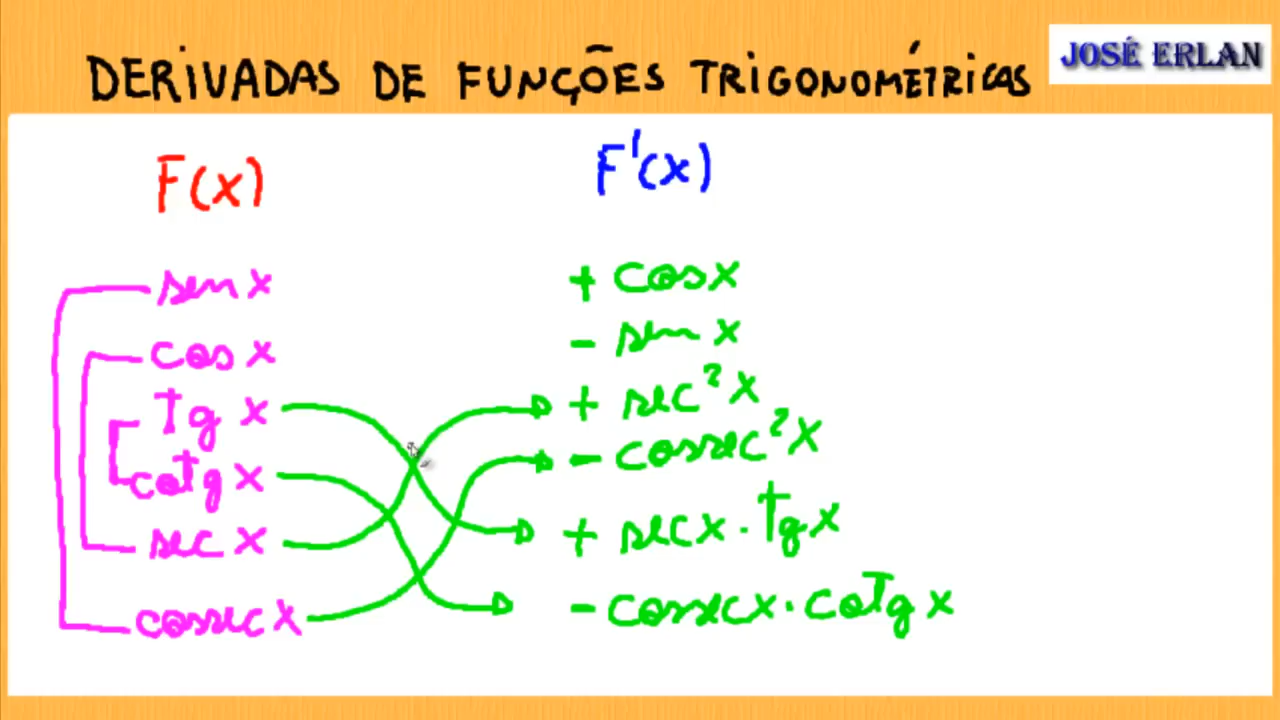 DERIVADAS DE FUNÇÕES TRIGONOMÉTRICAS
JOSÉ ERLAN
F(x) F'(x)
sen x + cos x
cos x - sen x
tg x + sec²x
cotg x - cossec²x
sec x + sec x . tg x
cossec x - cossec x . cotg x